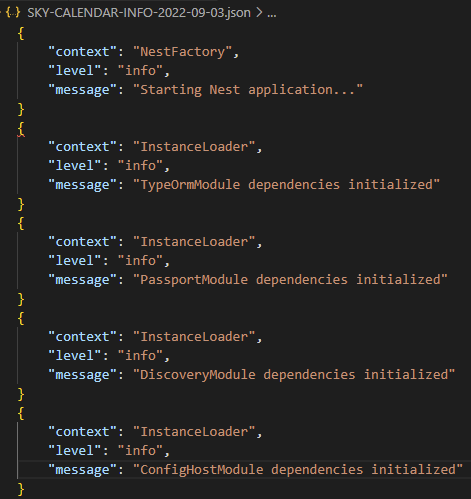 {..} SKY-CALENDAR-INFO-2022-09-03.json > ...
{
"context": "NestFactory",
"level": "info",
"message": "Starting Nest application..."
}
{
"context": "InstanceLoader",
"level": "info",
"message": "TypeOrmModule dependencies initialized"
}
{
"context": "InstanceLoader",
"level": "info",
"message": "PassportModule dependencies initialized"
}
{
"context": "InstanceLoader",
"level": "info",
"message": "DiscoveryModule dependencies initialized"
}
{
"context": "InstanceLoader",
"level": "info",
"message": "ConfigHostModule dependencies initialized"
}